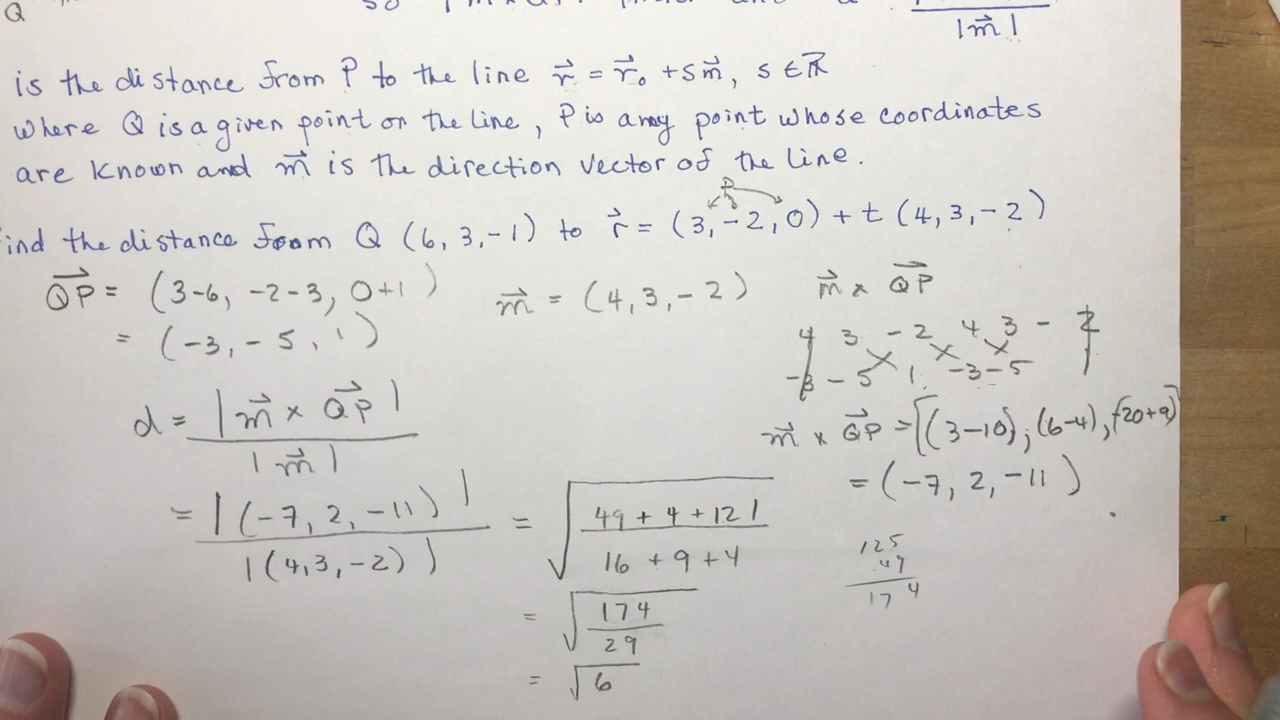 Q
|m⃗|
is the distance from P to the line r⃗ = r⃗₀ + sm⃗, s ∈ R
where Q is a given point on the line, P is any point whose coordinates
are known and m⃗ is the direction vector of the line.
P
ind the distance from Q (6, 3, -1) to r⃗ = (3, -2, 0) + t (4, 3, -2)
QP⃗ = (3-6, -2-3, 0+1)
= (-3, -5, 1)
m⃗ = (4, 3, -2)
m⃗ × QP⃗
4 3 -2 4 3 -2
-3 -5 1 -3 -5 1
m⃗ × QP⃗ = [(3-10), (6-4), (-20+9)]
= (-7, 2, -11)
d = |m⃗ × QP⃗|
|m⃗|
= |(-7, 2, -11)|
|(4, 3, -2)|
= √ 49 + 4 + 121
16 + 9 + 4
= √ 174
29
= √6
125
49
174